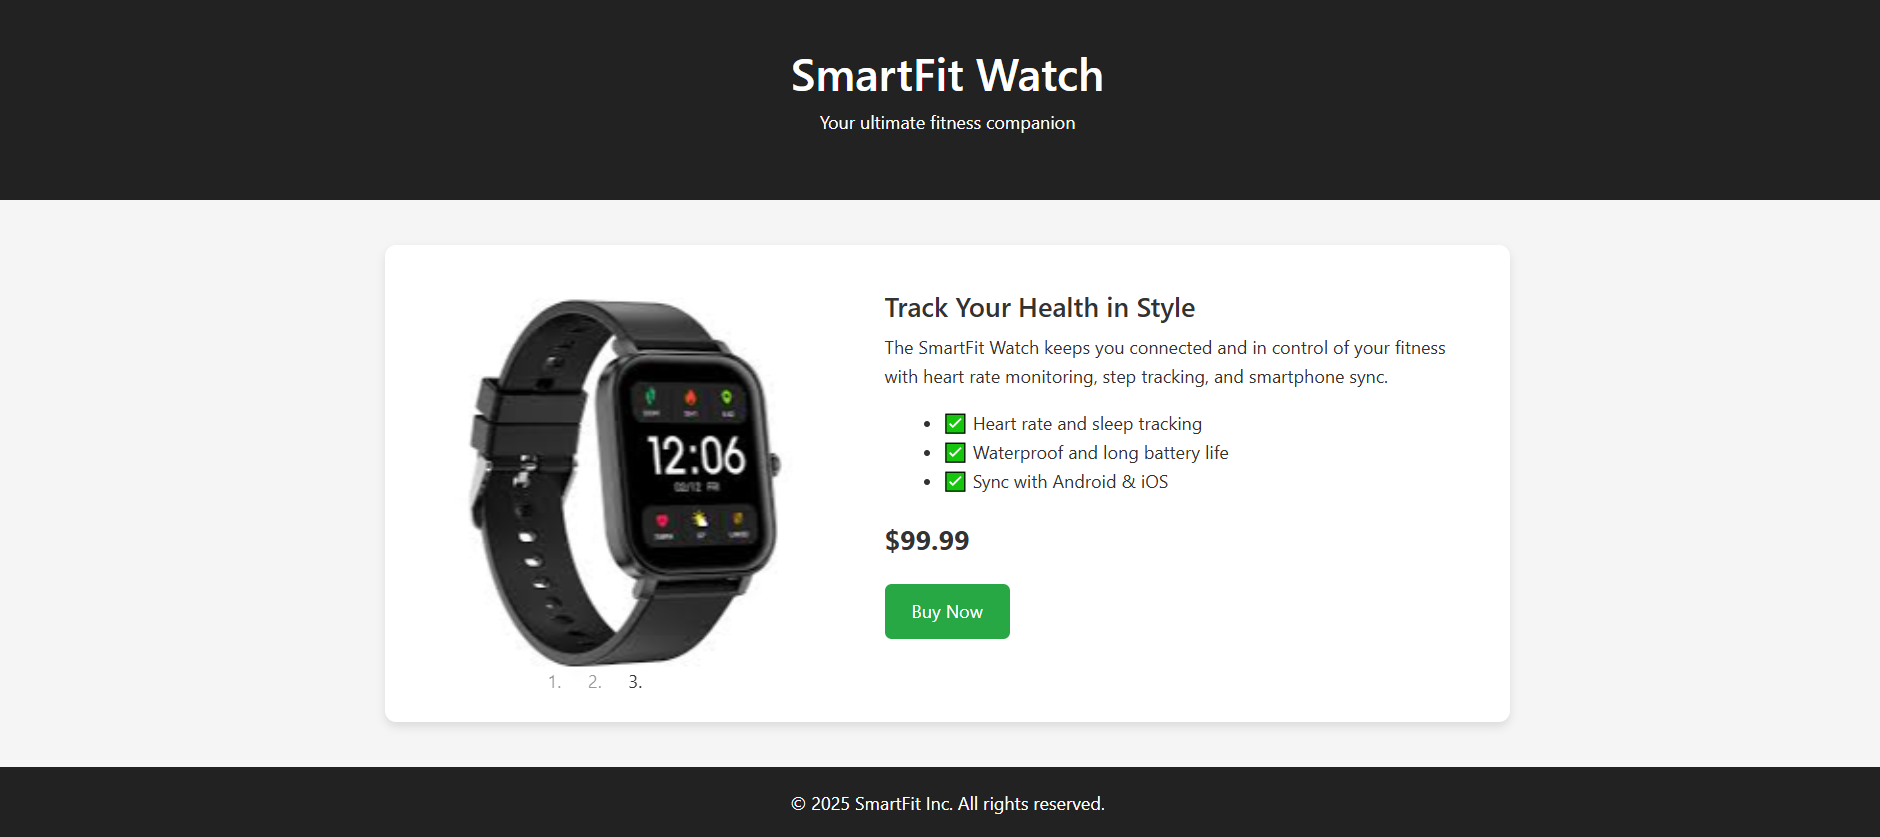 SmartFit Watch
Your ultimate fitness companion
12:06
02/12 FRI
1. 2. 3.
Track Your Health in Style
The SmartFit Watch keeps you connected and in control of your fitness
with heart rate monitoring, step tracking, and smartphone sync.
• ✅ Heart rate and sleep tracking
• ✅ Waterproof and long battery life
• ✅ Sync with Android & iOS
$99.99
Buy Now
© 2025 SmartFit Inc. All rights reserved.